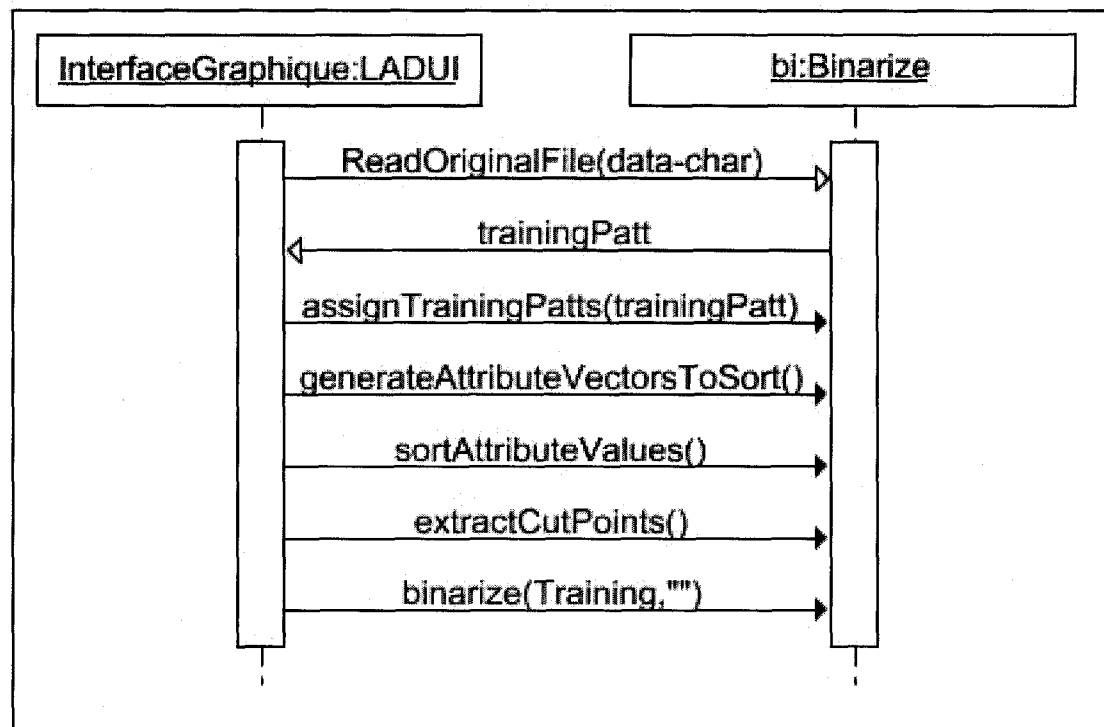 InterfaceGraphique:LADUI
bi:Binarize
ReadOriginalFile(data-char)
trainingPatt
assignTrainingPatts(trainingPatt)
generateAttributeVectorsToSort()
sortAttributeValues()
extractCutPoints()
binarize(Training,"")